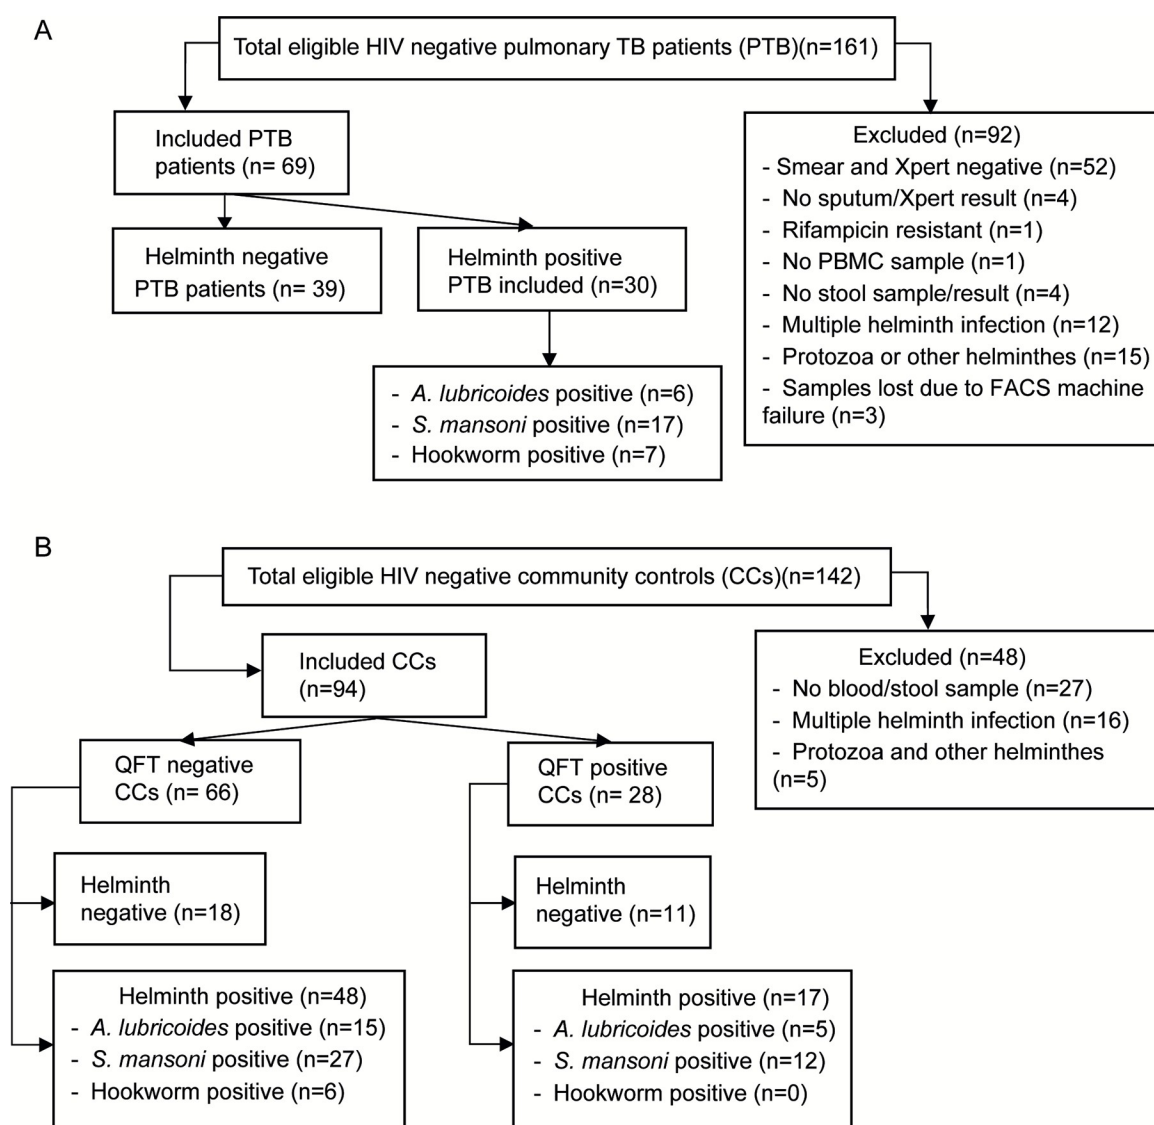 A
Total eligible HIV negative pulmonary TB patients (PTB)(n=161)
Included PTB
patients (n= 69)
Excluded (n=92)
- Smear and Xpert negative (n=52)
- No sputum/Xpert result (n=4)
- Rifampicin resistant (n=1)
- No PBMC sample (n=1)
- No stool sample/result (n=4)
- Multiple helminth infection (n=12)
- Protozoa or other helminthes (n=15)
- Samples lost due to FACS machine
failure (n=3)
Helminth negative
PTB patients (n= 39)
Helminth positive
PTB included (n=30)
- A. lubricoides positive (n=6)
- S. mansoni positive (n=17)
- Hookworm positive (n=7)
B
Total eligible HIV negative community controls (CCs)(n=142)
Included CCs
(n=94)
Excluded (n=48)
- No blood/stool sample (n=27)
- Multiple helminth infection (n=16)
- Protozoa and other helminthes
(n=5)
QFT negative
CCs (n= 66)
QFT positive
CCs (n= 28)
Helminth
negative (n=18)
Helminth
negative (n=11)
Helminth positive (n=48)
- A. lubricoides positive (n=15)
- S. mansoni positive (n=27)
- Hookworm positive (n=6)
Helminth positive (n=17)
- A. lubricoides positive (n=5)
- S. mansoni positive (n=12)
- Hookworm positive (n=0)